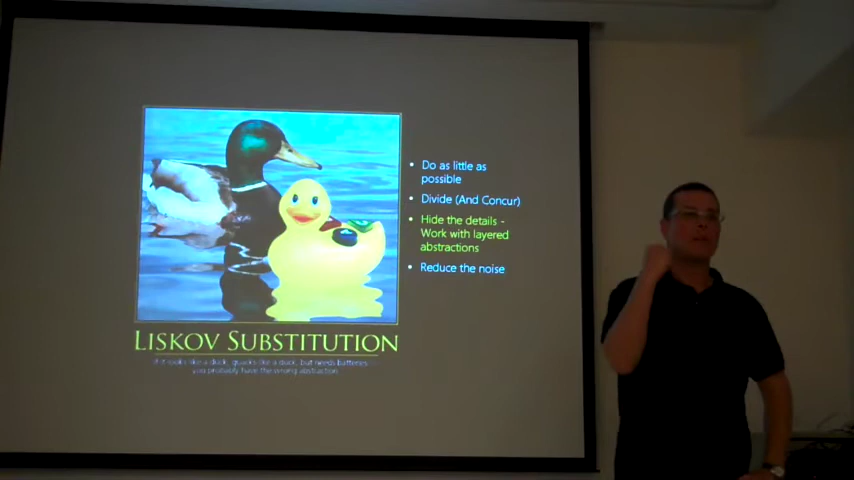 Do as little as
possible
Divide (And Concur)
Hide the details -
Work with layered
abstractions
Reduce the noise
LISKOV SUBSTITUTION
If it looks like a duck, quacks like a duck, but needs batteries
you probably have the wrong abstraction